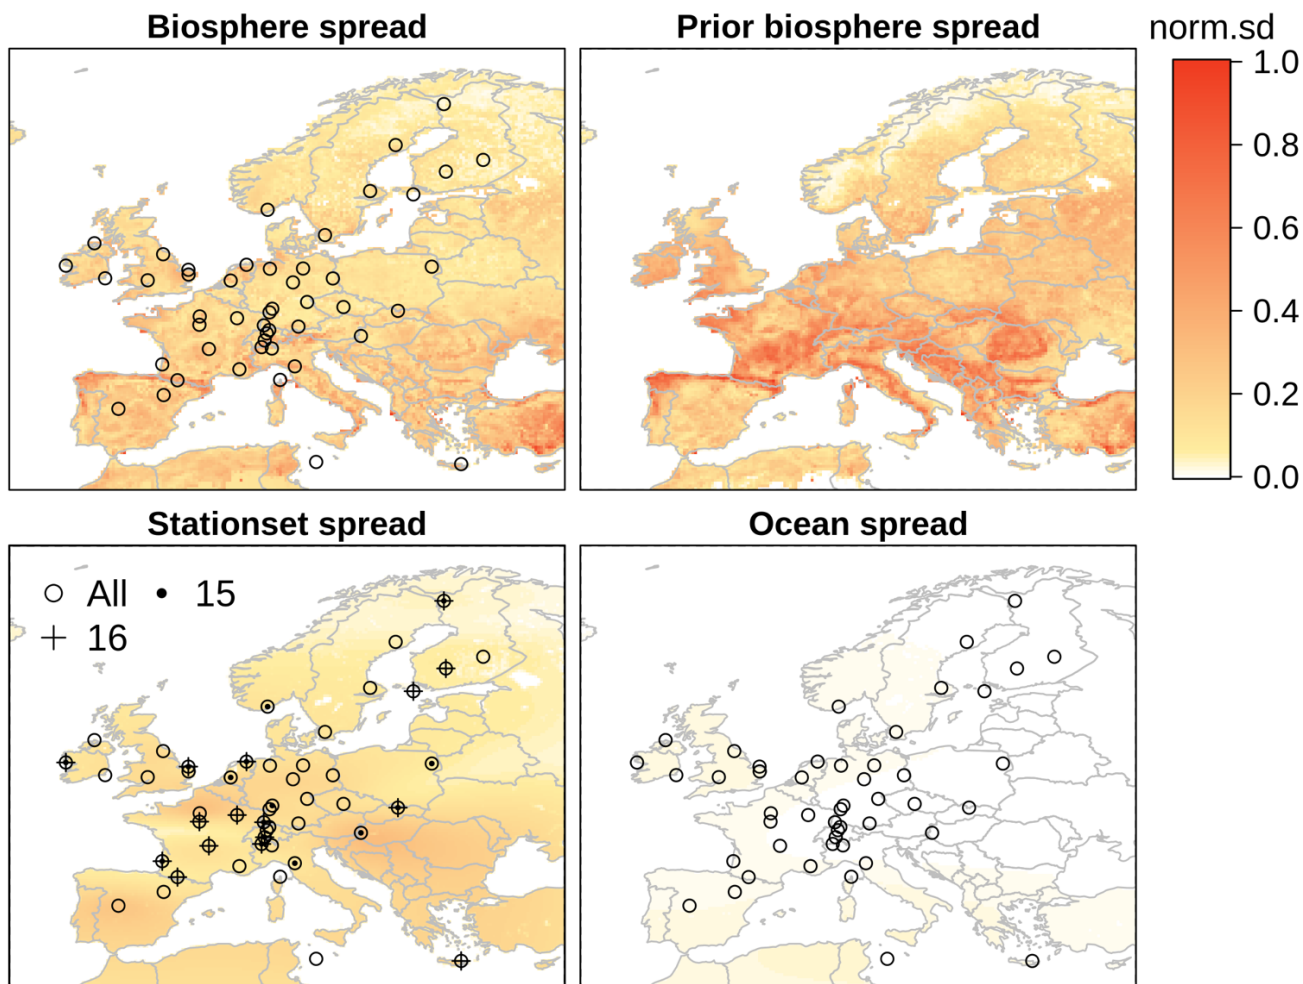 Biosphere spread
Prior biosphere spread
norm.sd
1.0
0.8
0.6
0.4
0.2
0.0
Stationset spread
Ocean spread
All 15
16